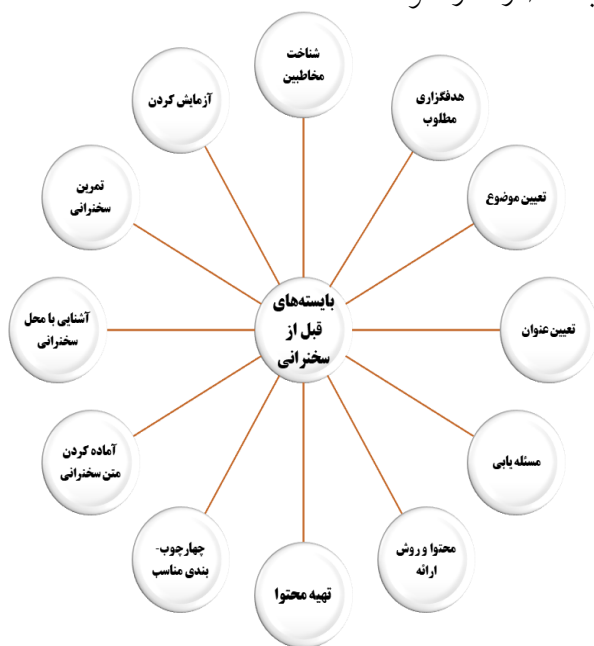 بایسته‌های
قبل از
سخنرانی
شناخت
مخاطبین
هدفگزاری
مطلوب
تعیین موضوع
تعیین عنوان
مسئله یابی
محتوا و روش
ارائه
تهیه محتوا
چهارچوب-
بندی مناسب
آماده کردن
متن سخنرانی
آشنایی با محل
سخنرانی
تمرین
سخنرانی
آزمایش کردن